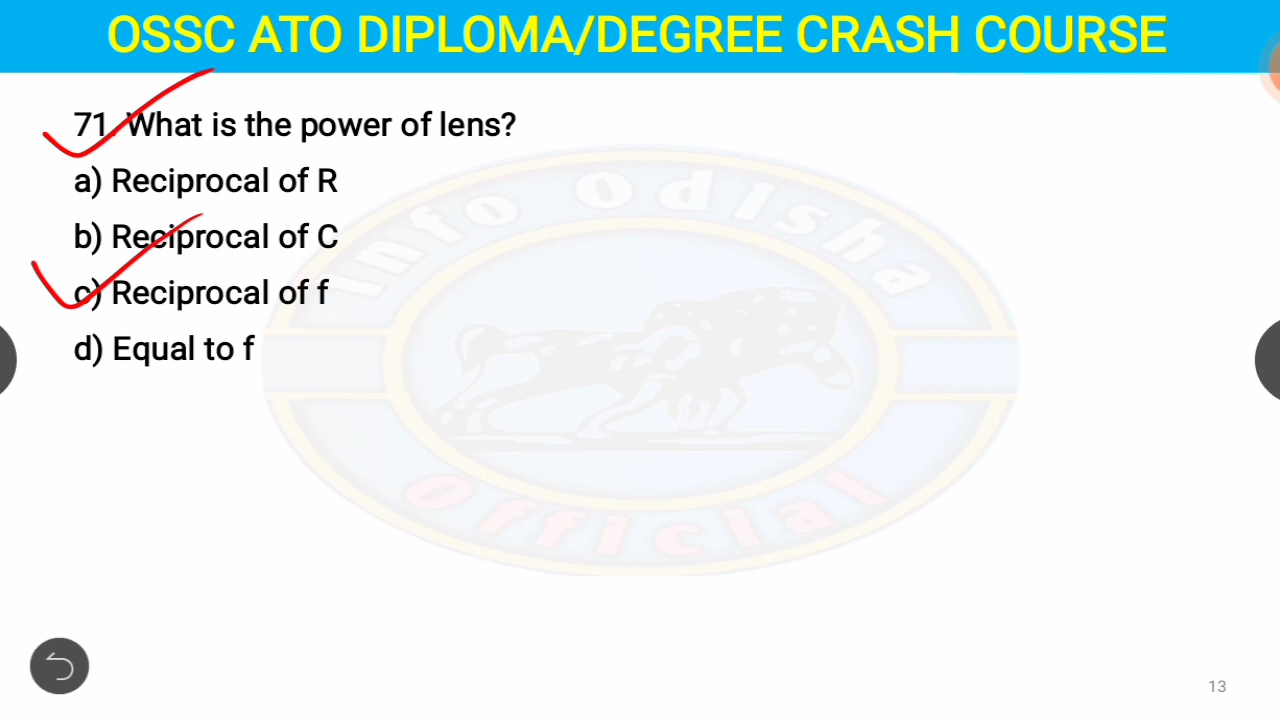 OSSC ATO DIPLOMA/DEGREE CRASH COURSE
71. What is the power of lens?
a) Reciprocal of R
b) Reciprocal of C
c) Reciprocal of f
d) Equal to f
Info Odisha
Official
13